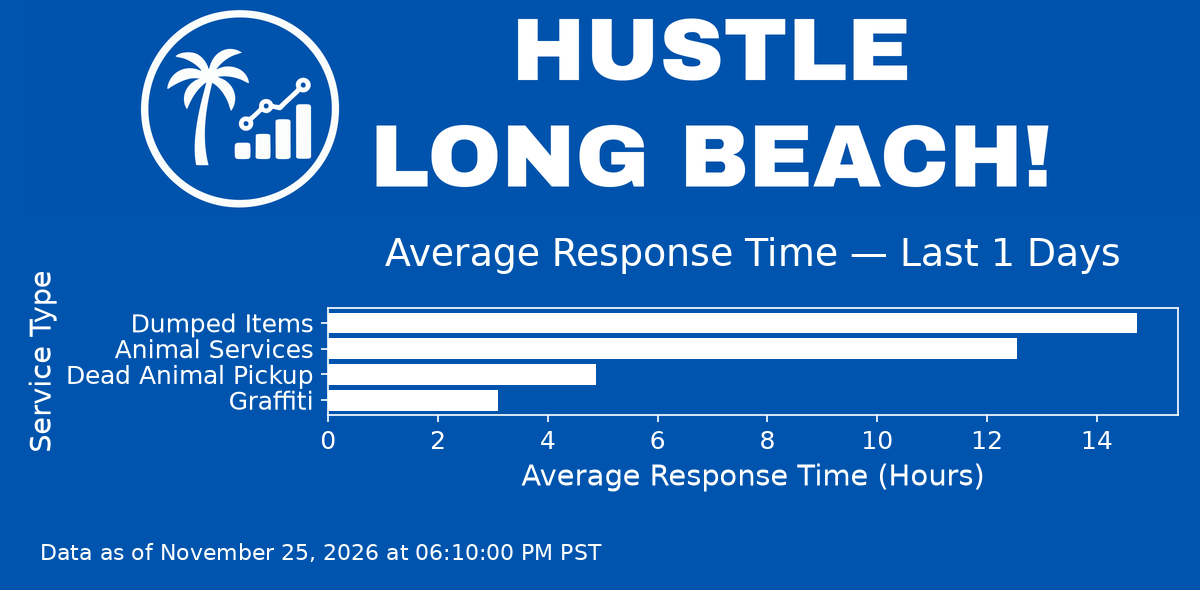 HUSTLE
LONG BEACH!
Average Response Time — Last 1 Days
Service Type
Dumped Items
Animal Services
Dead Animal Pickup
Graffiti
0 2 4 6 8 10 12 14
Average Response Time (Hours)
Data as of November 25, 2026 at 06:10:00 PM PST